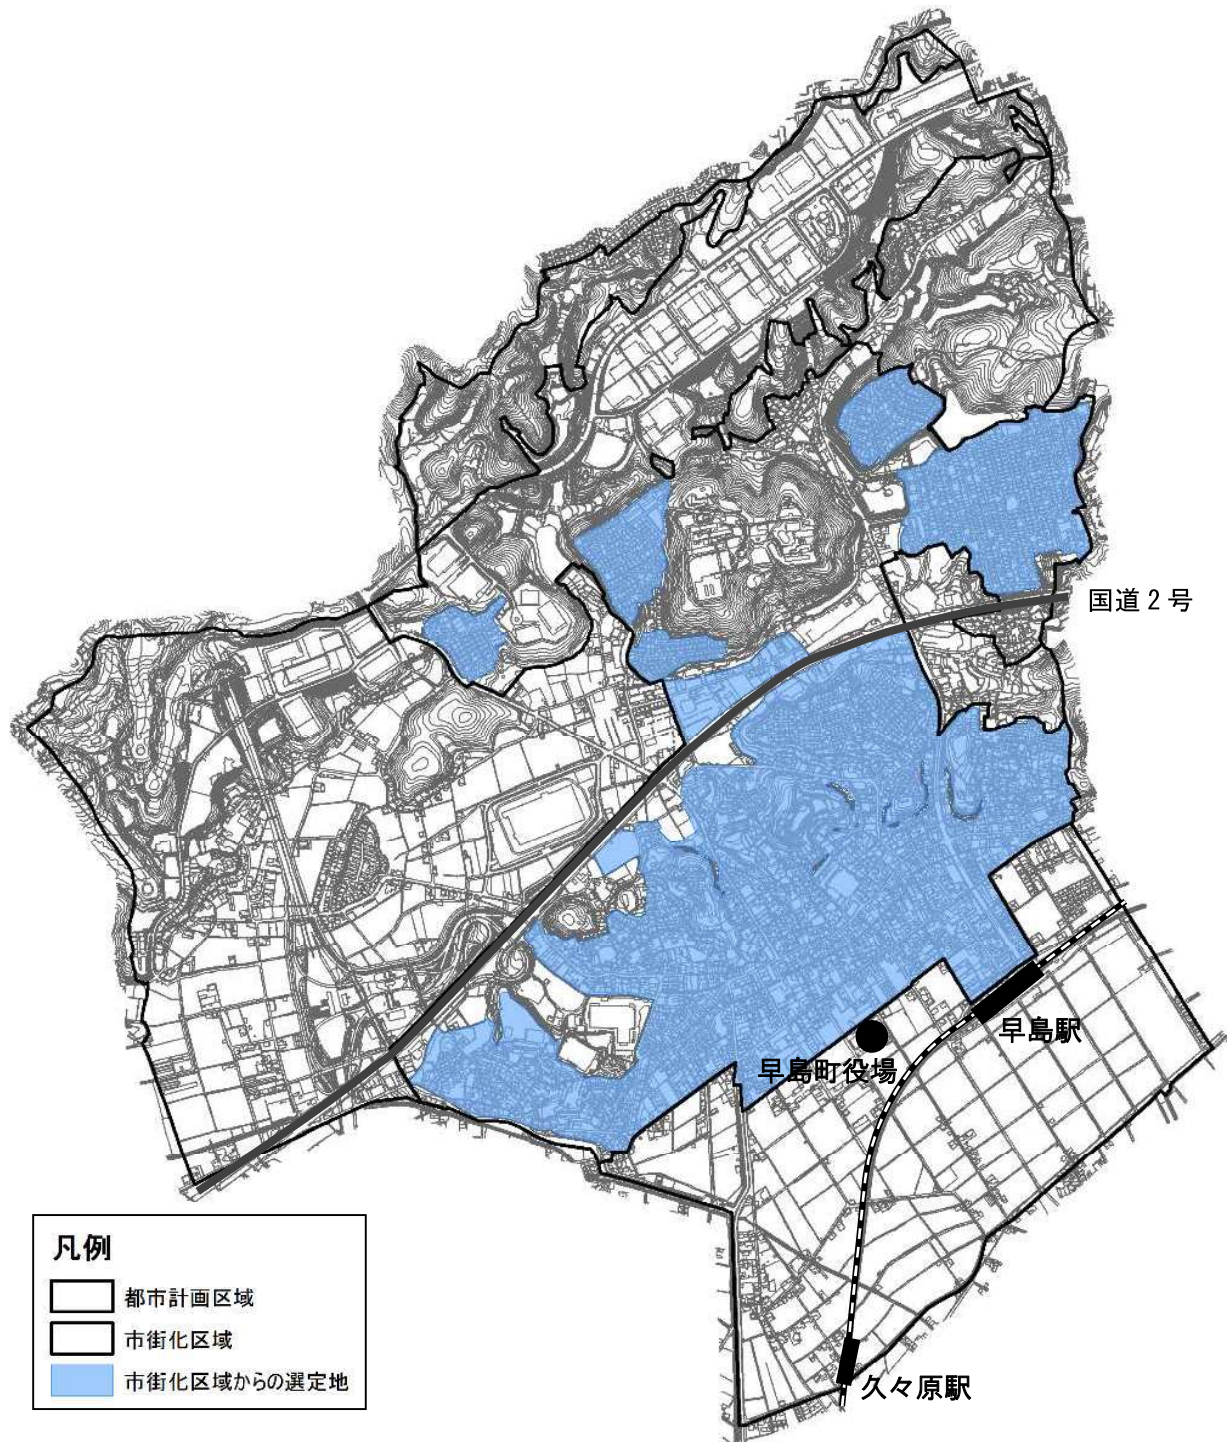 国道２号
早島駅
早島町役場
久々原駅
凡例
都市計画区域
市街化区域
市街化区域からの選定地